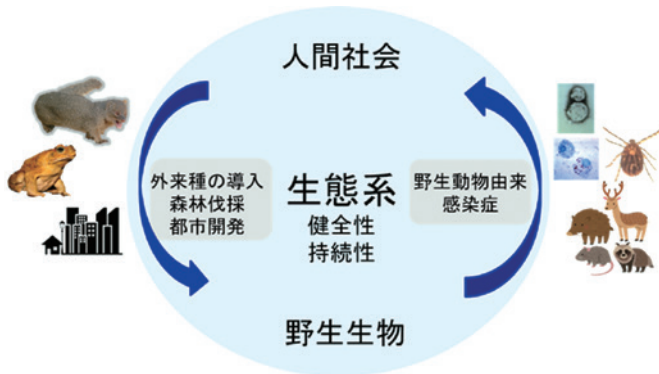 人間社会
外来種の導入
森林伐採
都市開発
生態系
健全性
持続性
野生動物由来
感染症
野生生物